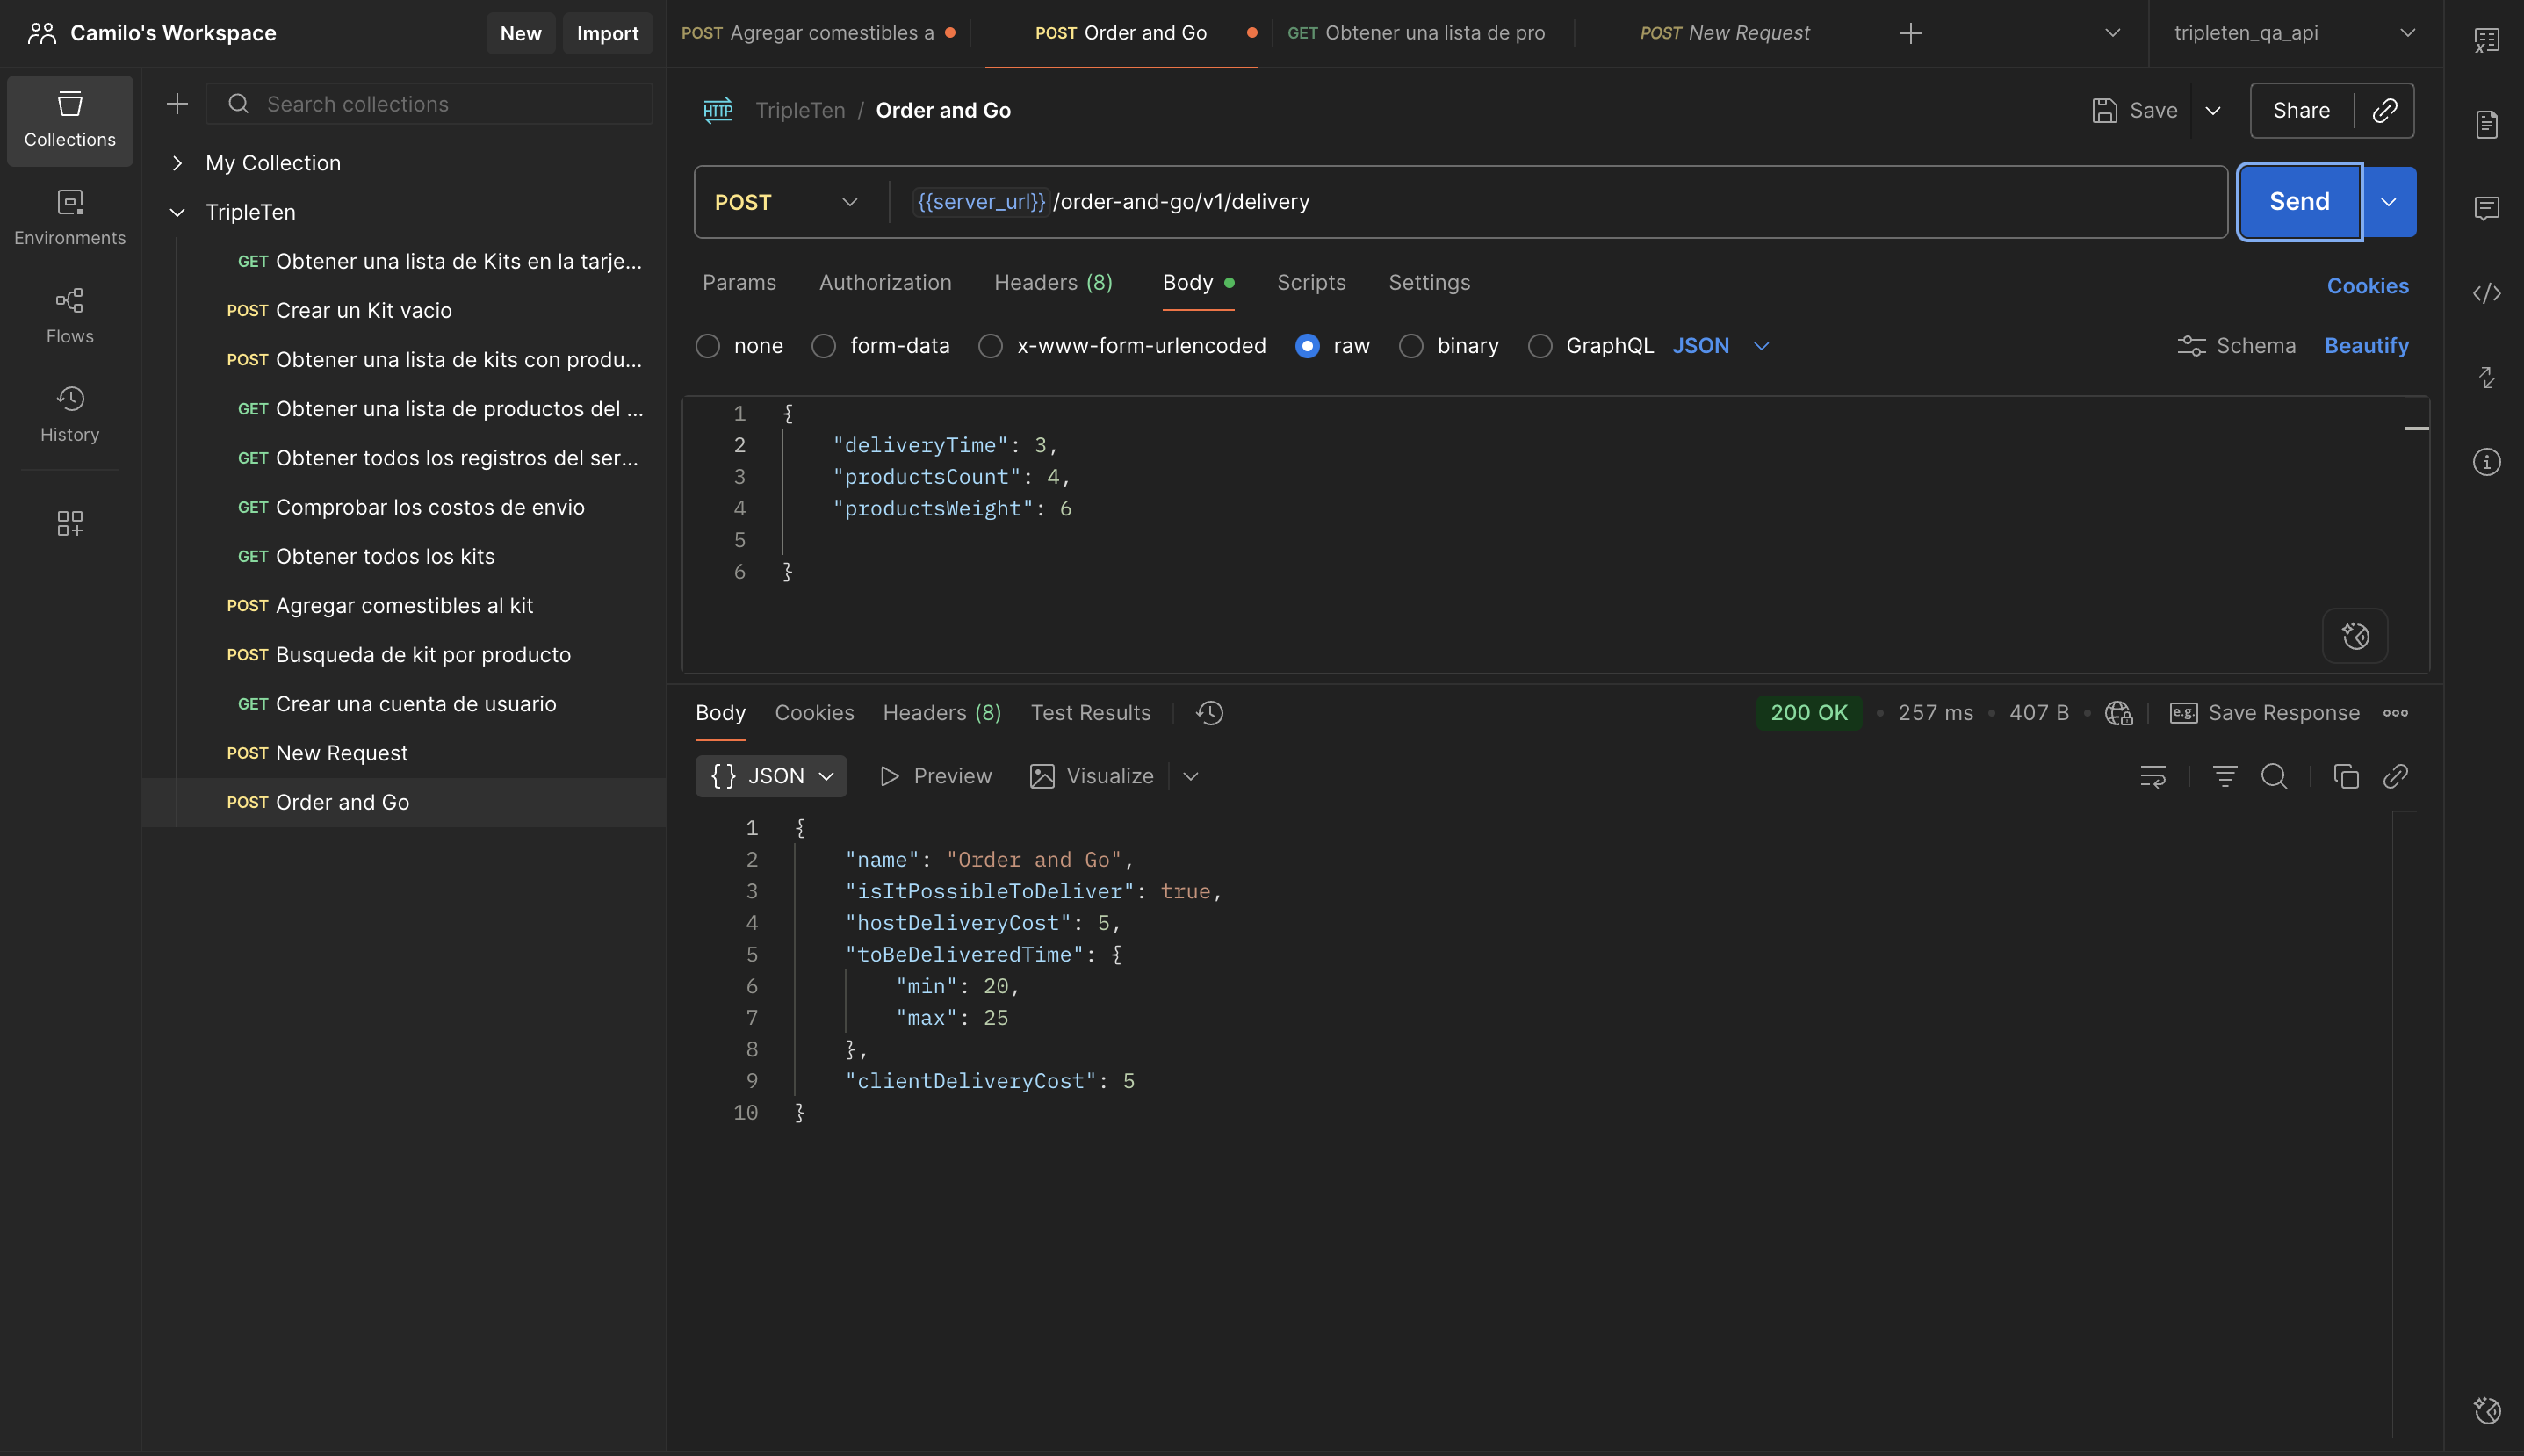 Camilo's Workspace
New
Import
POST Agregar comestibles a
POST Order and Go
GET Obtener una lista de pro
POST New Request
tripleten_qa_api
Collections
Environments
Flows
History
Search collections
My Collection
TripleTen
GET Obtener una lista de Kits en la tarje...
POST Crear un Kit vacio
POST Obtener una lista de kits con produ...
GET Obtener una lista de productos del ...
GET Obtener todos los registros del ser...
GET Comprobar los costos de envio
GET Obtener todos los kits
POST Agregar comestibles al kit
POST Busqueda de kit por producto
GET Crear una cuenta de usuario
POST New Request
POST Order and Go
HTTP TripleTen / Order and Go
Save
Share
POST
{{server_url}}/order-and-go/v1/delivery
Send
Params Authorization Headers (8) Body Scripts Settings
Cookies
none form-data x-www-form-urlencoded raw binary GraphQL JSON
Schema Beautify
1 {
2 "deliveryTime": 3,
3 "productsCount": 4,
4 "productsWeight": 6
5
6 }
Body Cookies Headers (8) Test Results
200 OK • 257 ms • 407 B •
e.g. Save Response
{} JSON Preview Visualize
1 {
2 "name": "Order and Go",
3 "isItPossibleToDeliver": true,
4 "hostDeliveryCost": 5,
5 "toBeDeliveredTime": {
6 "min": 20,
7 "max": 25
8 },
9 "clientDeliveryCost": 5
10 }